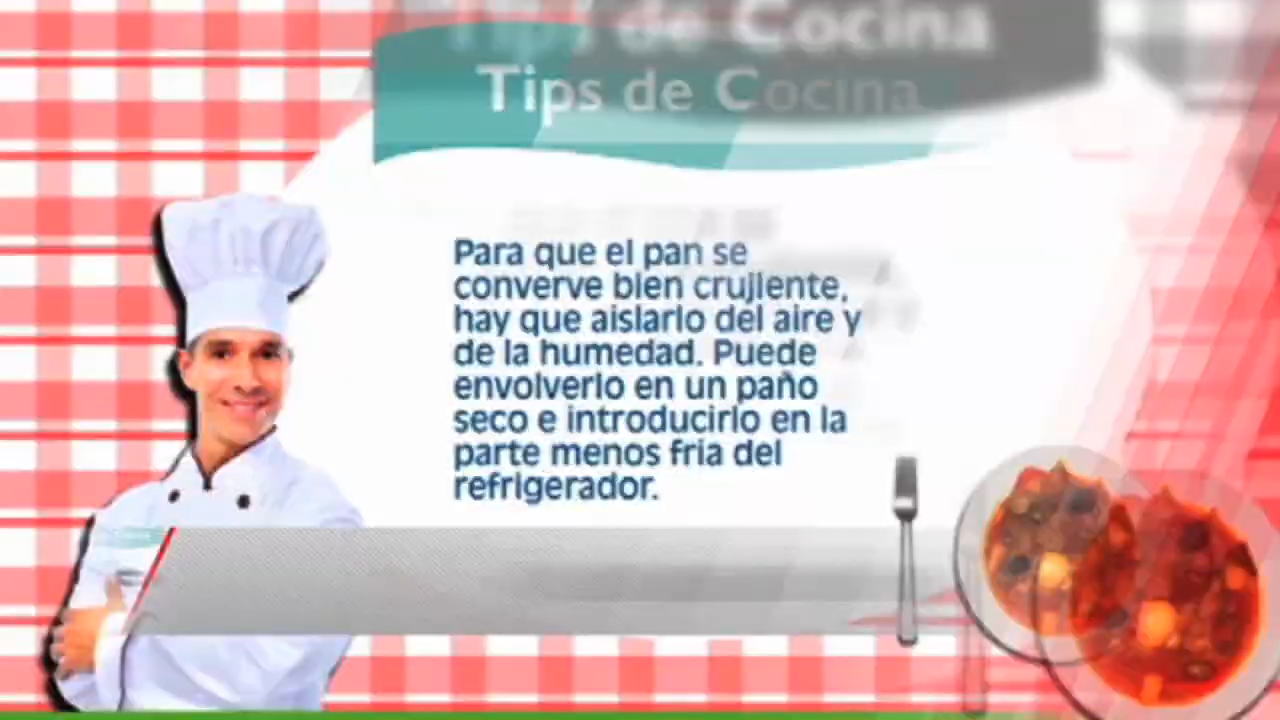 Tips de Cocina
Tips de Cocina
Para que el pan se
converve bien crujiente,
hay que aislarlo del aire y
de la humedad. Puede
envolverlo en un paño
seco e introducirlo en la
parte menos fria del
refrigerador.